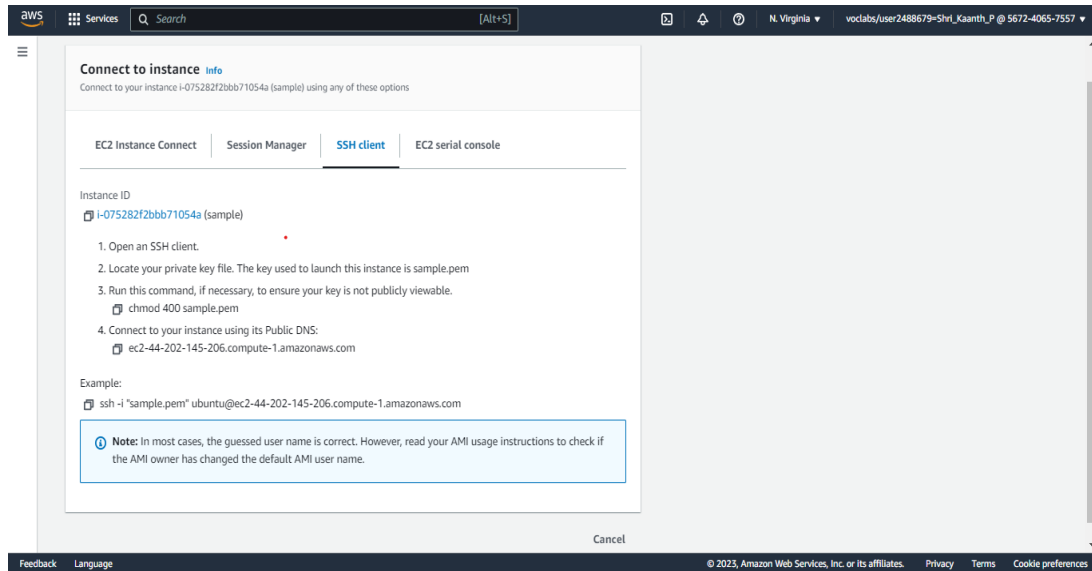 aws
Services
Search [Alt+S]
N. Virginia
voclabs/user2488679=Shri_Kaanth_P @ 5672-4065-7557
Connect to instance Info
Connect to your instance i-075282f2bbb71054a (sample) using any of these options
EC2 Instance Connect
Session Manager
SSH client
EC2 serial console
Instance ID
i-075282f2bbb71054a (sample)
1. Open an SSH client.
2. Locate your private key file. The key used to launch this instance is sample.pem
3. Run this command, if necessary, to ensure your key is not publicly viewable.
chmod 400 sample.pem
4. Connect to your instance using its Public DNS:
ec2-44-202-145-206.compute-1.amazonaws.com
Example:
ssh -i "sample.pem" ubuntu@ec2-44-202-145-206.compute-1.amazonaws.com
Note: In most cases, the guessed user name is correct. However, read your AMI usage instructions to check if
the AMI owner has changed the default AMI user name.
Cancel
Feedback Language © 2023, Amazon Web Services, Inc. or its affiliates. Privacy Terms Cookie preferences